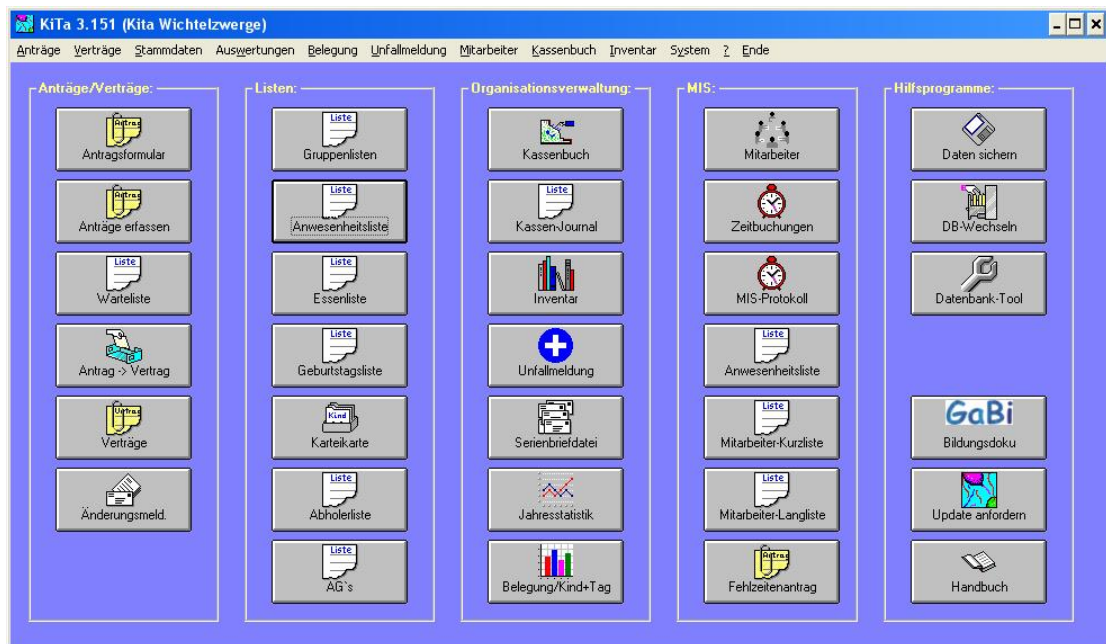 KiTa 3.151 (Kita Wichtelzwerge)
Anträge Verträge Stammdaten Auswertungen Belegung Unfallmeldung Mitarbeiter Kassenbuch Inventar System ? Ende
Anträge/Verträge:
Antrag
Antragsformular
Antrag
Anträge erfassen
Liste
Warteliste
Antrag -> Vertrag
Vertrag
Verträge
Änderungsmeld.
Listen:
Liste
Gruppenlisten
Liste
Anwesenheitsliste
Liste
Essenliste
Liste
Geburtstagsliste
Kind
Karteikarte
Liste
Abholerliste
Liste
AG`s
Organisationsverwaltung:
Kassenbuch
Liste
Kassen-Journal
Inventar
Unfallmeldung
Serienbriefdatei
Jahresstatistik
Belegung/Kind+Tag
MIS:
Mitarbeiter
Zeitbuchungen
MIS-Protokoll
Liste
Anwesenheitsliste
Liste
Mitarbeiter-Kurzliste
Liste
Mitarbeiter-Langliste
Antrag
Fehlzeitenantrag
Hilfsprogramme:
Daten sichern
DB-Wechseln
Datenbank-Tool
GaBi
Bildungsdoku
Update anfordern
Handbuch